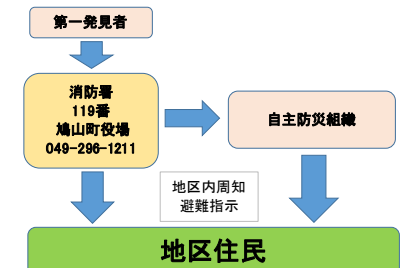 第一発見者
消防署
119番
鳩山町役場
049-296-1211
自主防災組織
地区内周知
避難指示
地区住民